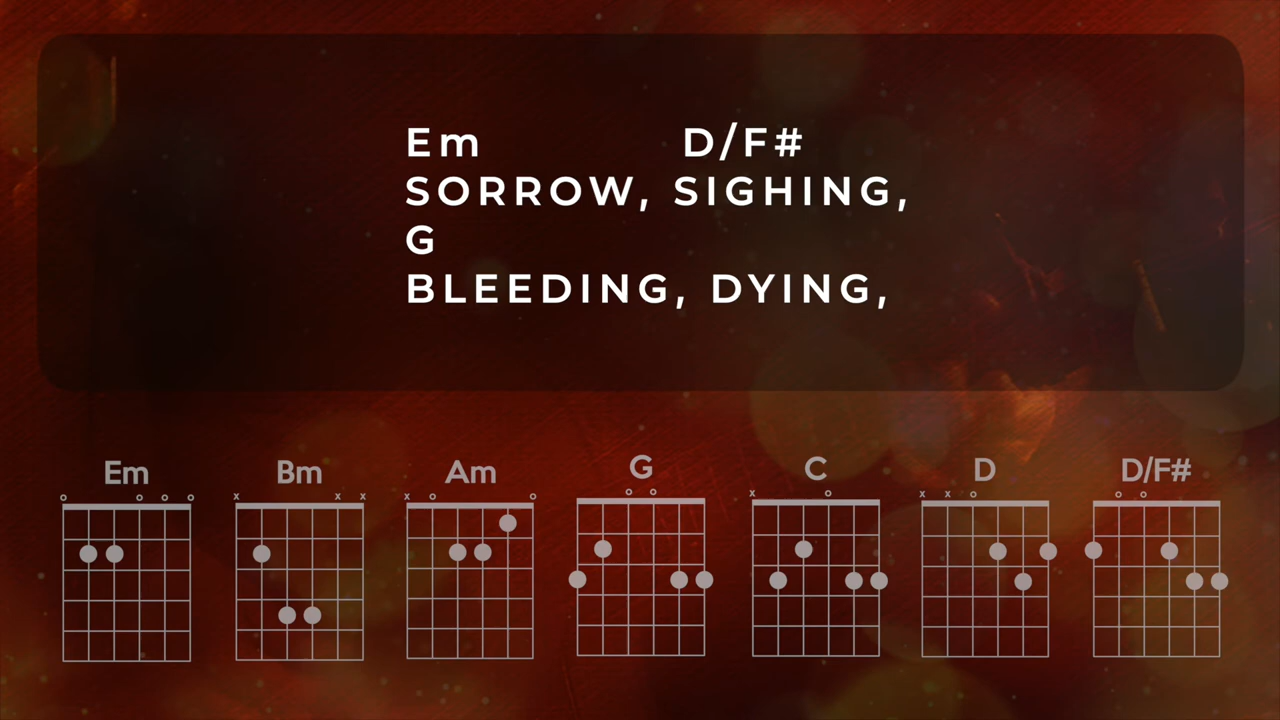 Em D/F#
SORROW, SIGHING,
G
BLEEDING, DYING,
Em Bm Am G C D D/F#
o o o o x x x x o o o o x o x x o o o